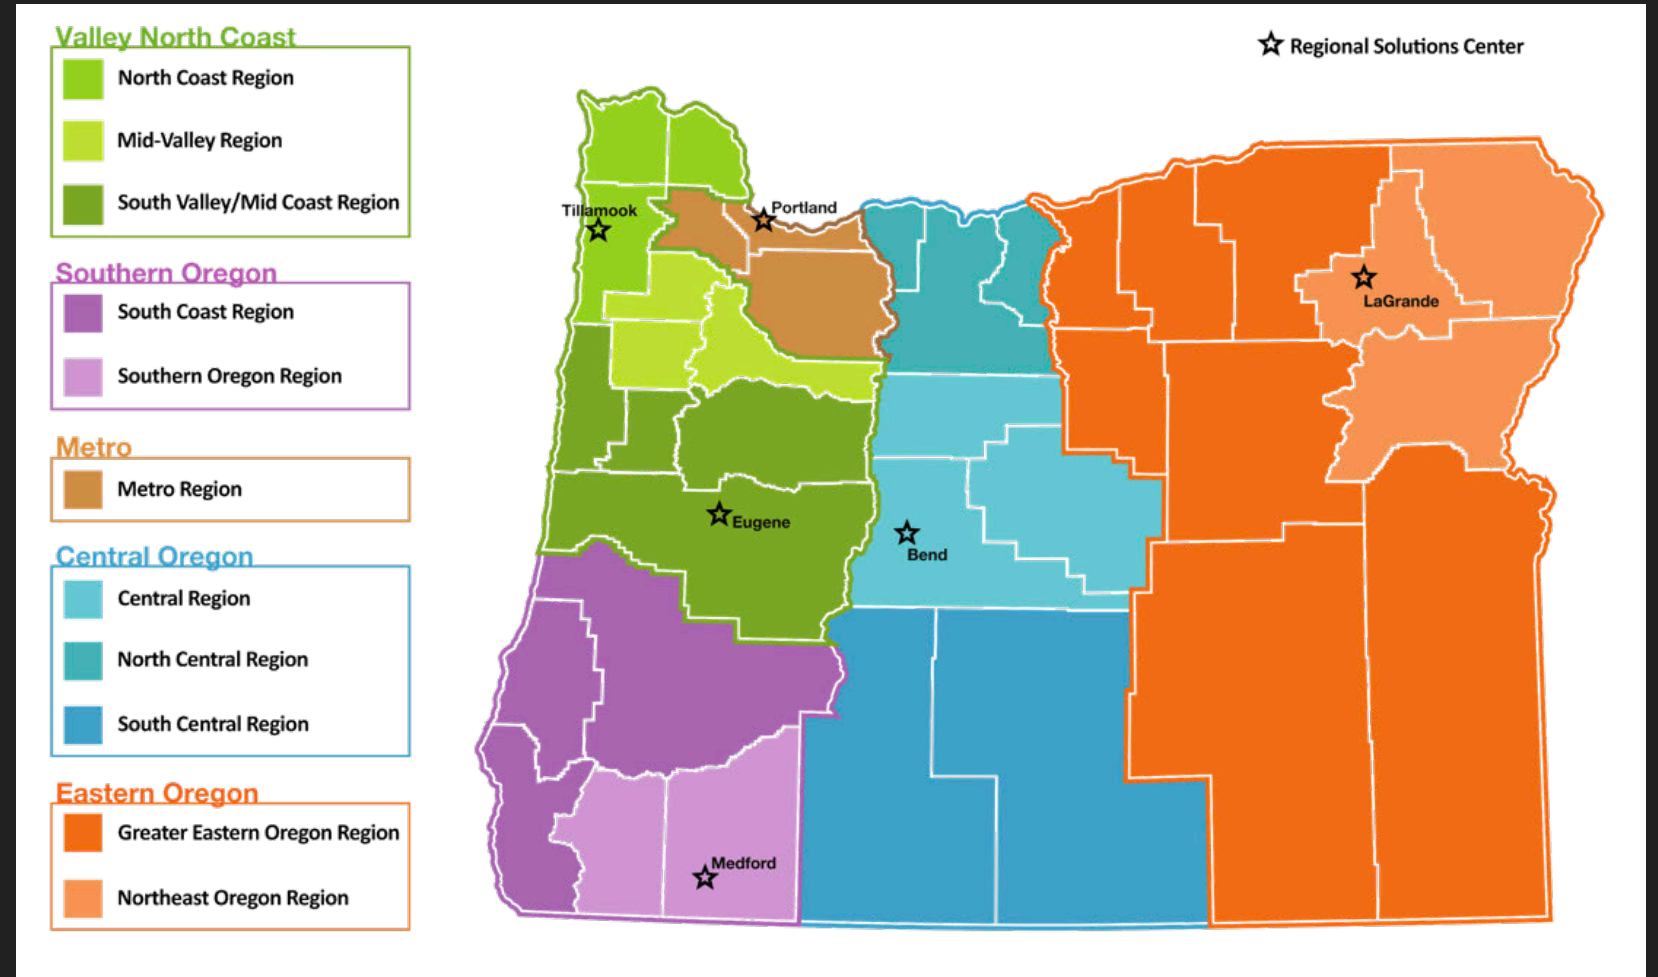 Valley North Coast
North Coast Region
Mid-Valley Region
South Valley/Mid Coast Region
Southern Oregon
South Coast Region
Southern Oregon Region
Metro
Metro Region
Central Oregon
Central Region
North Central Region
South Central Region
Eastern Oregon
Greater Eastern Oregon Region
Northeast Oregon Region
Regional Solutions Center
Tillamook
Portland
LaGrande
Eugene
Bend
Medford